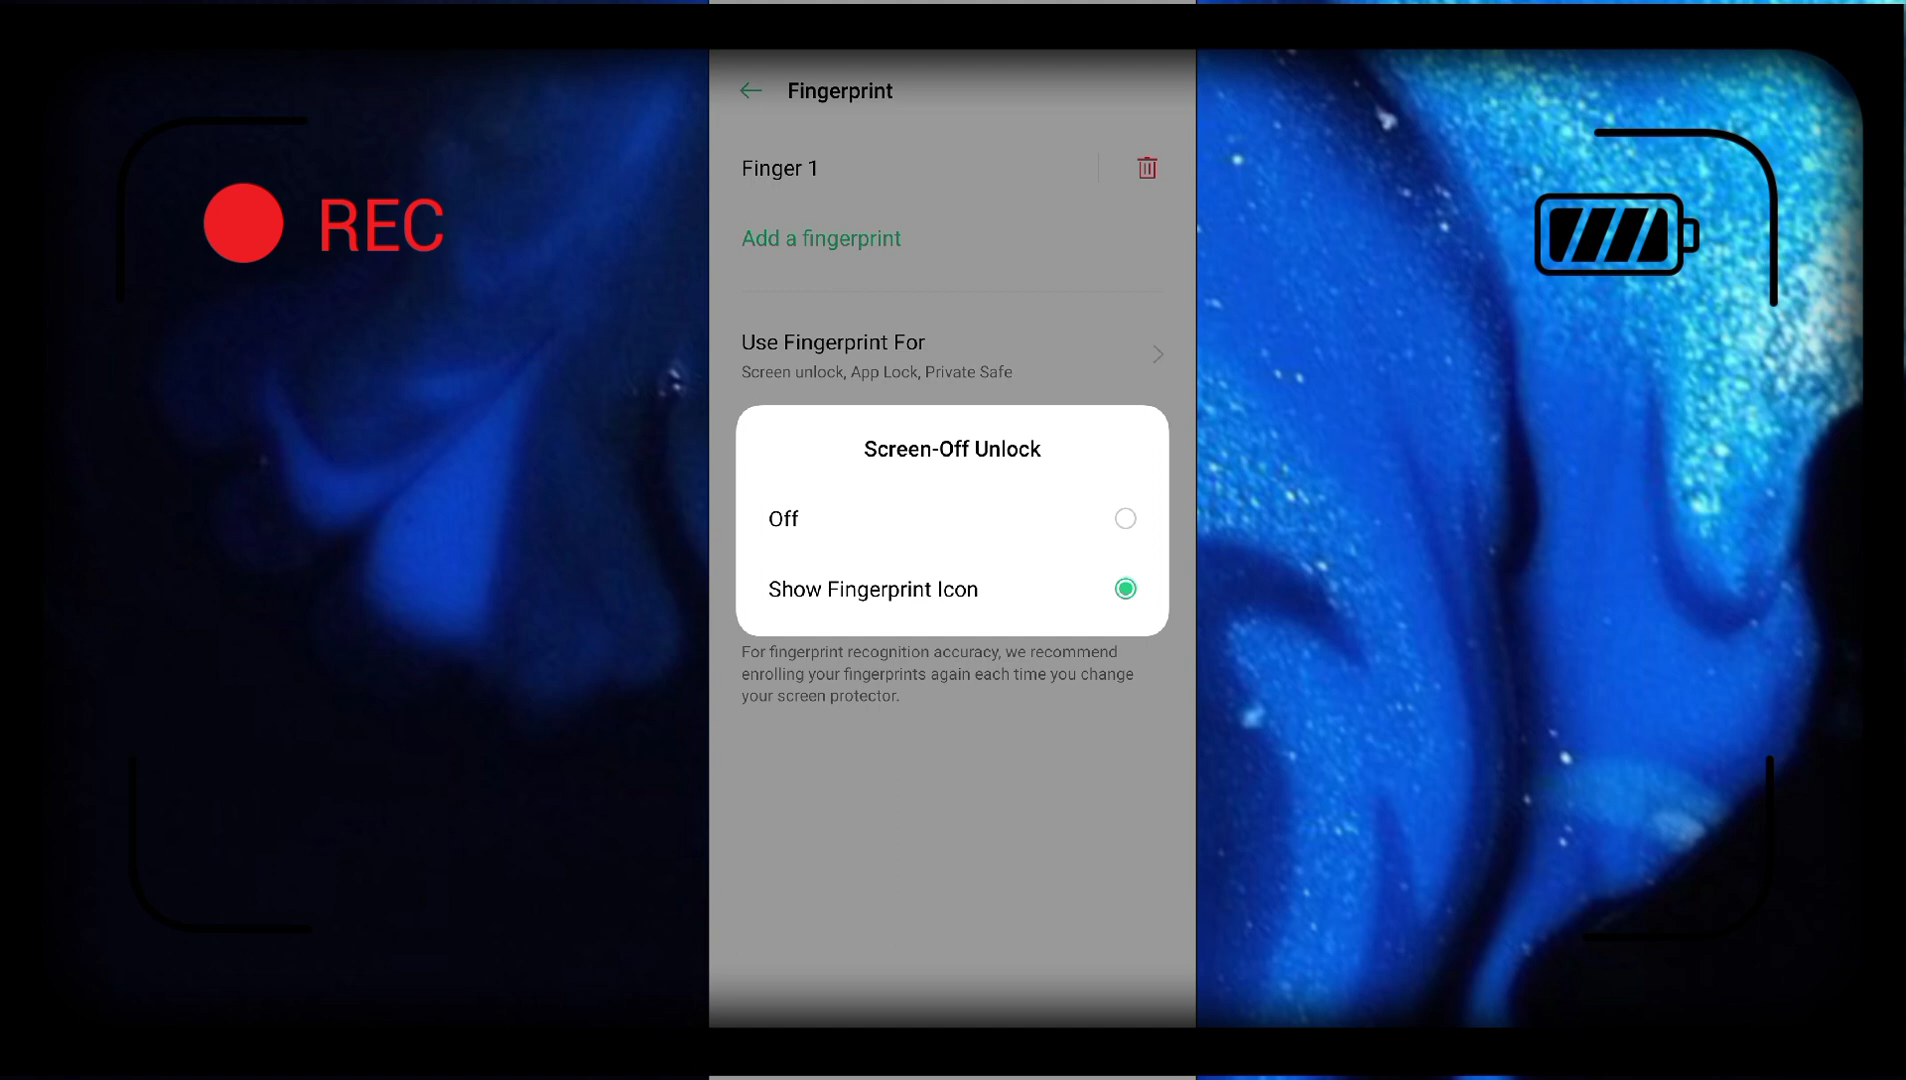 REC
Fingerprint
Finger 1
Add a fingerprint
Use Fingerprint For
Screen unlock, App Lock, Private Safe
Screen-Off Unlock
Off
Show Fingerprint Icon
For fingerprint recognition accuracy, we recommend
enrolling your fingerprints again each time you change
your screen protector.